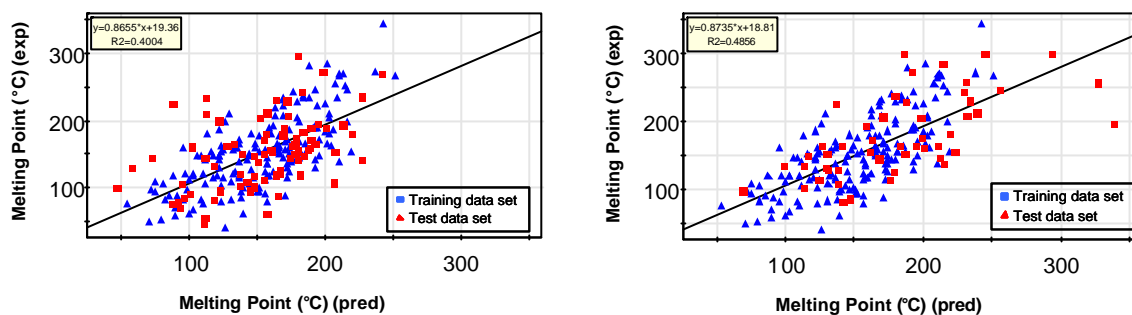 y=0.8655*x+19.36
R2=0.4004
Melting Point (°C) (exp)
300
200
100
Training data set
Test data set
100 200 300
Melting Point (°C) (pred)
y=0.8735*x+18.81
R2=0.4856
Melting Point (°C) (exp)
300
200
100
Training data set
Test data set
100 200 300
Melting Point (°C) (pred)